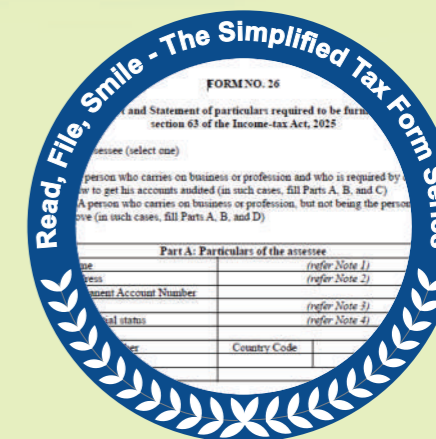 Read, File, Smile - The Simplified Tax Form
FORM NO. 26
and Statement of particulars required to be
section 63 of the Income-tax Act, 2025
(select one)
person who carries on business or profession and who is required by
to get his accounts audited (in such cases, fill Parts A, B, and C)
A person who carries on business or profession, but not being the
(in such cases, fill Parts A, B, and D)
Part A: Particulars of the assessee
(refer Note 1)
(refer Note 2)
Account Number
(refer Note 3)
status (refer Note 4)
Country Code